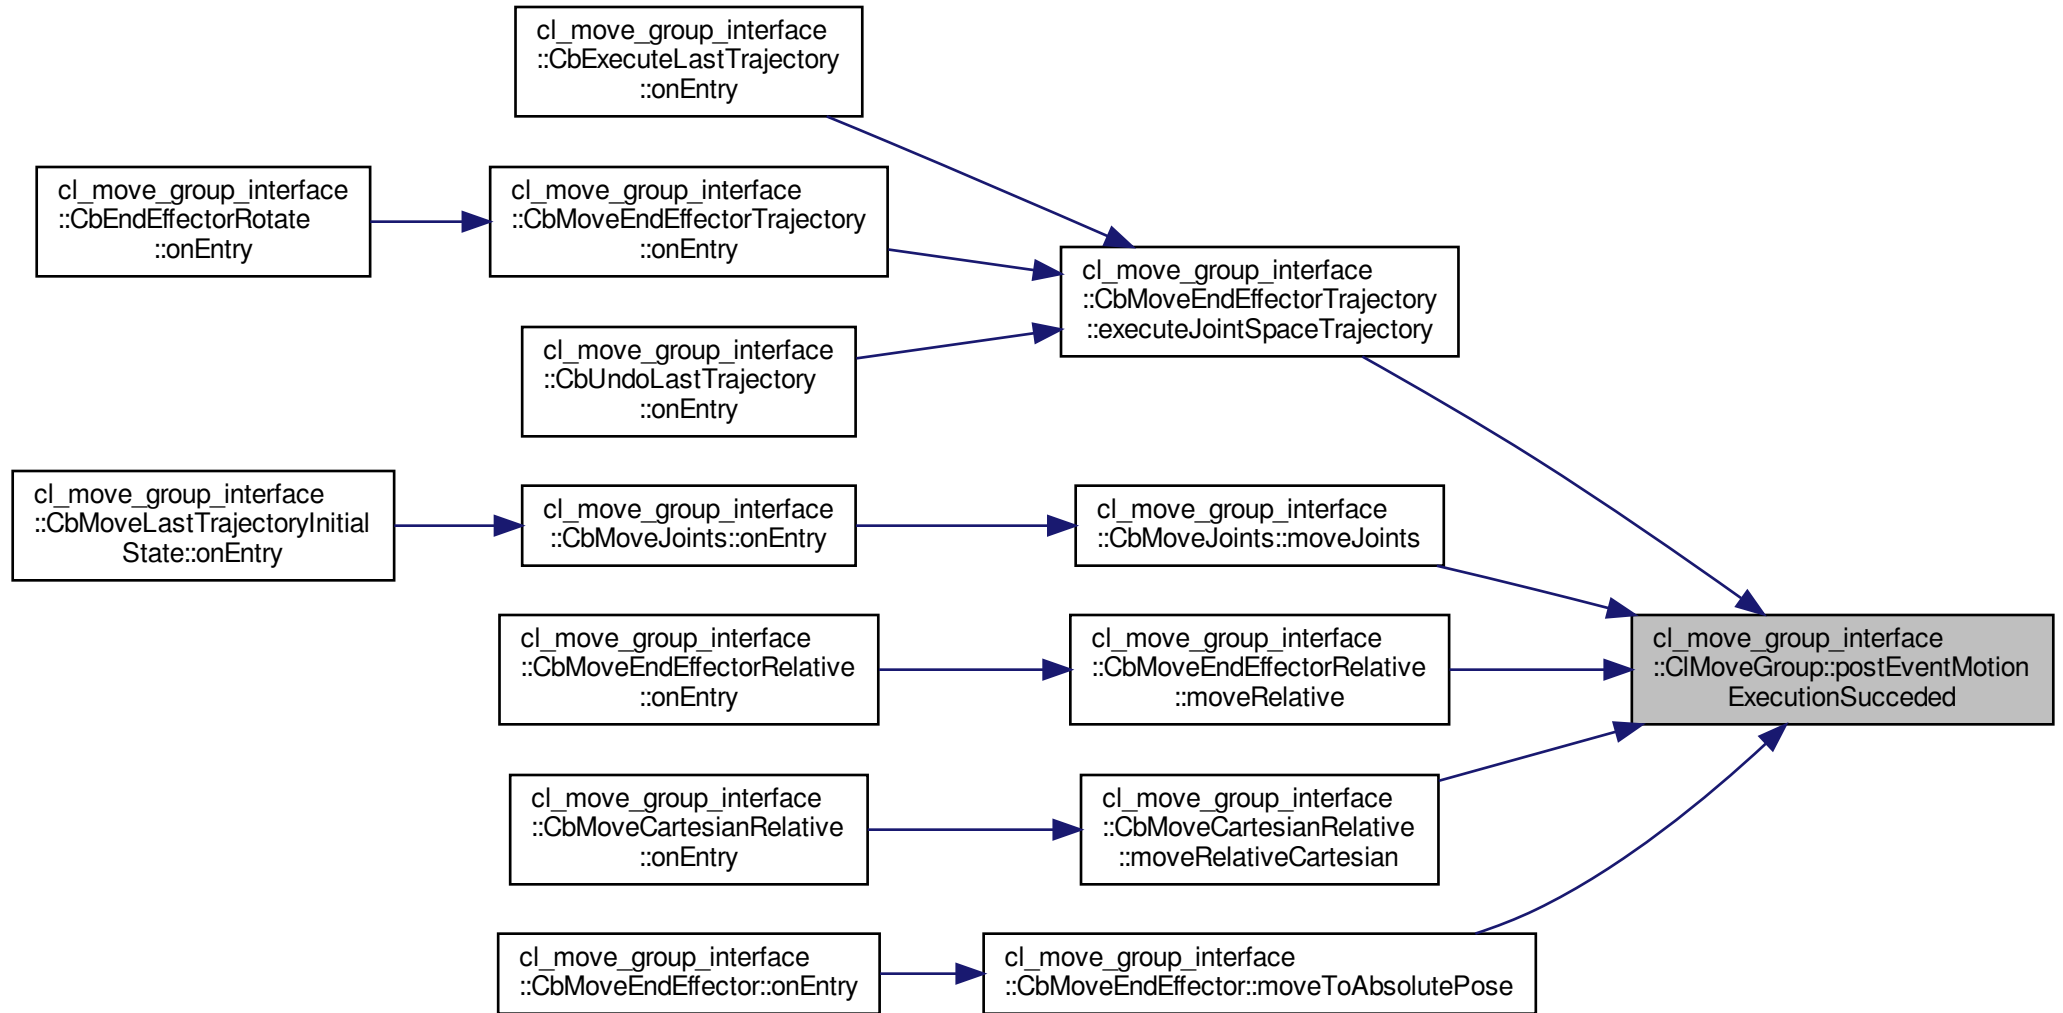 cl_move_group_interface
::CbExecuteLastTrajectory
::onEntry
cl_move_group_interface
::CbEndEffectorRotate
::onEntry
cl_move_group_interface
::CbMoveEndEffectorTrajectory
::onEntry
cl_move_group_interface
::CbMoveEndEffectorTrajectory
::executeJointSpaceTrajectory
cl_move_group_interface
::CbUndoLastTrajectory
::onEntry
cl_move_group_interface
::CbMoveLastTrajectoryInitial
State::onEntry
cl_move_group_interface
::CbMoveJoints::onEntry
cl_move_group_interface
::CbMoveJoints::moveJoints
cl_move_group_interface
::CbMoveEndEffectorRelative
::onEntry
cl_move_group_interface
::CbMoveEndEffectorRelative
::moveRelative
cl_move_group_interface
::ClMoveGroup::postEventMotion
ExecutionSucceded
cl_move_group_interface
::CbMoveCartesianRelative
::onEntry
cl_move_group_interface
::CbMoveCartesianRelative
::moveRelativeCartesian
cl_move_group_interface
::CbMoveEndEffector::onEntry
cl_move_group_interface
::CbMoveEndEffector::moveToAbsolutePose